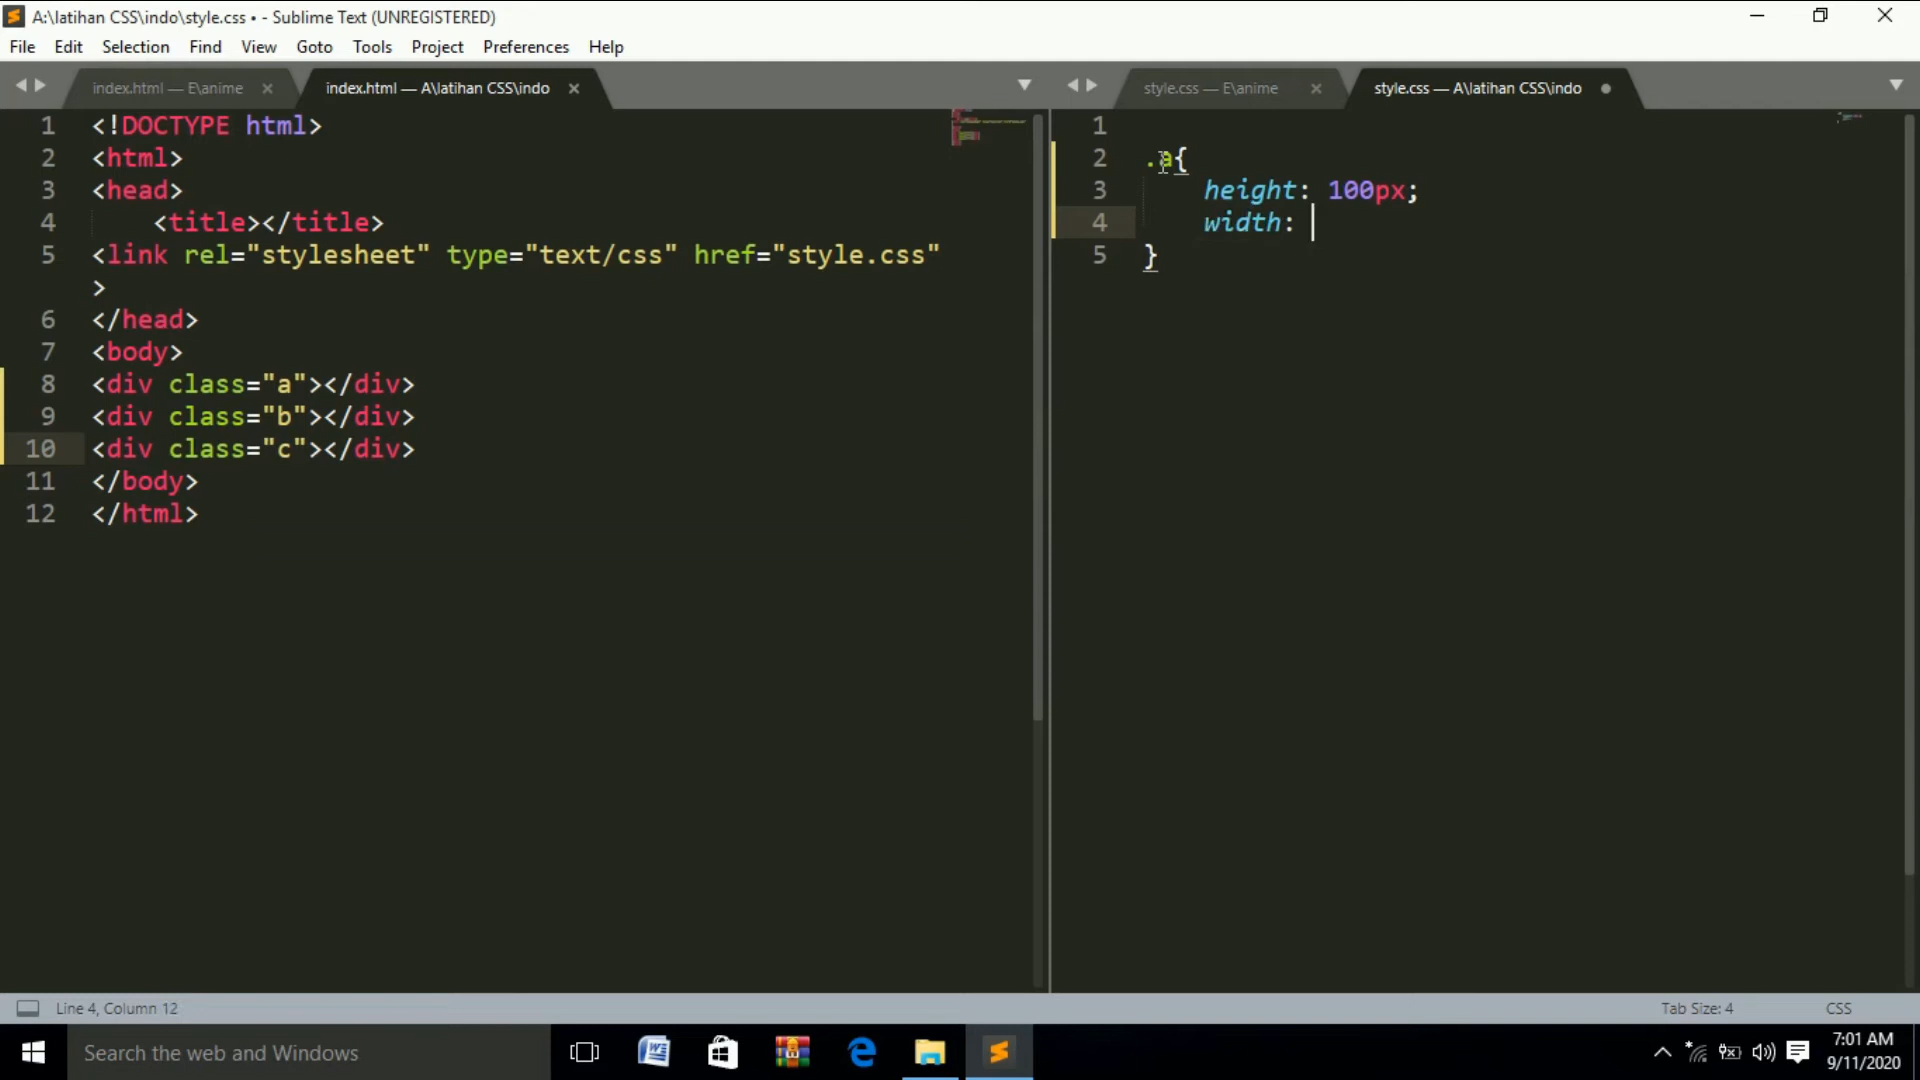 A:\latihan CSS\indo\style.css • - Sublime Text (UNREGISTERED)
File Edit Selection Find View Goto Tools Project Preferences Help
index.html — E\anime
index.html — A\latihan CSS\indo
1 <!DOCTYPE html>
2 <html>
3 <head>
4 <title></title>
5 <link rel="stylesheet" type="text/css" href="style.css"
>
6 </head>
7 <body>
8 <div class="a"></div>
9 <div class="b"></div>
10 <div class="c"></div>
11 </body>
12 </html>
style.css — E\anime
style.css — A\latihan CSS\indo
1
2 .a{
3 height: 100px;
4 width:
5 }
Line 4, Column 12
Tab Size: 4
CSS
Search the web and Windows
7:01 AM
9/11/2020